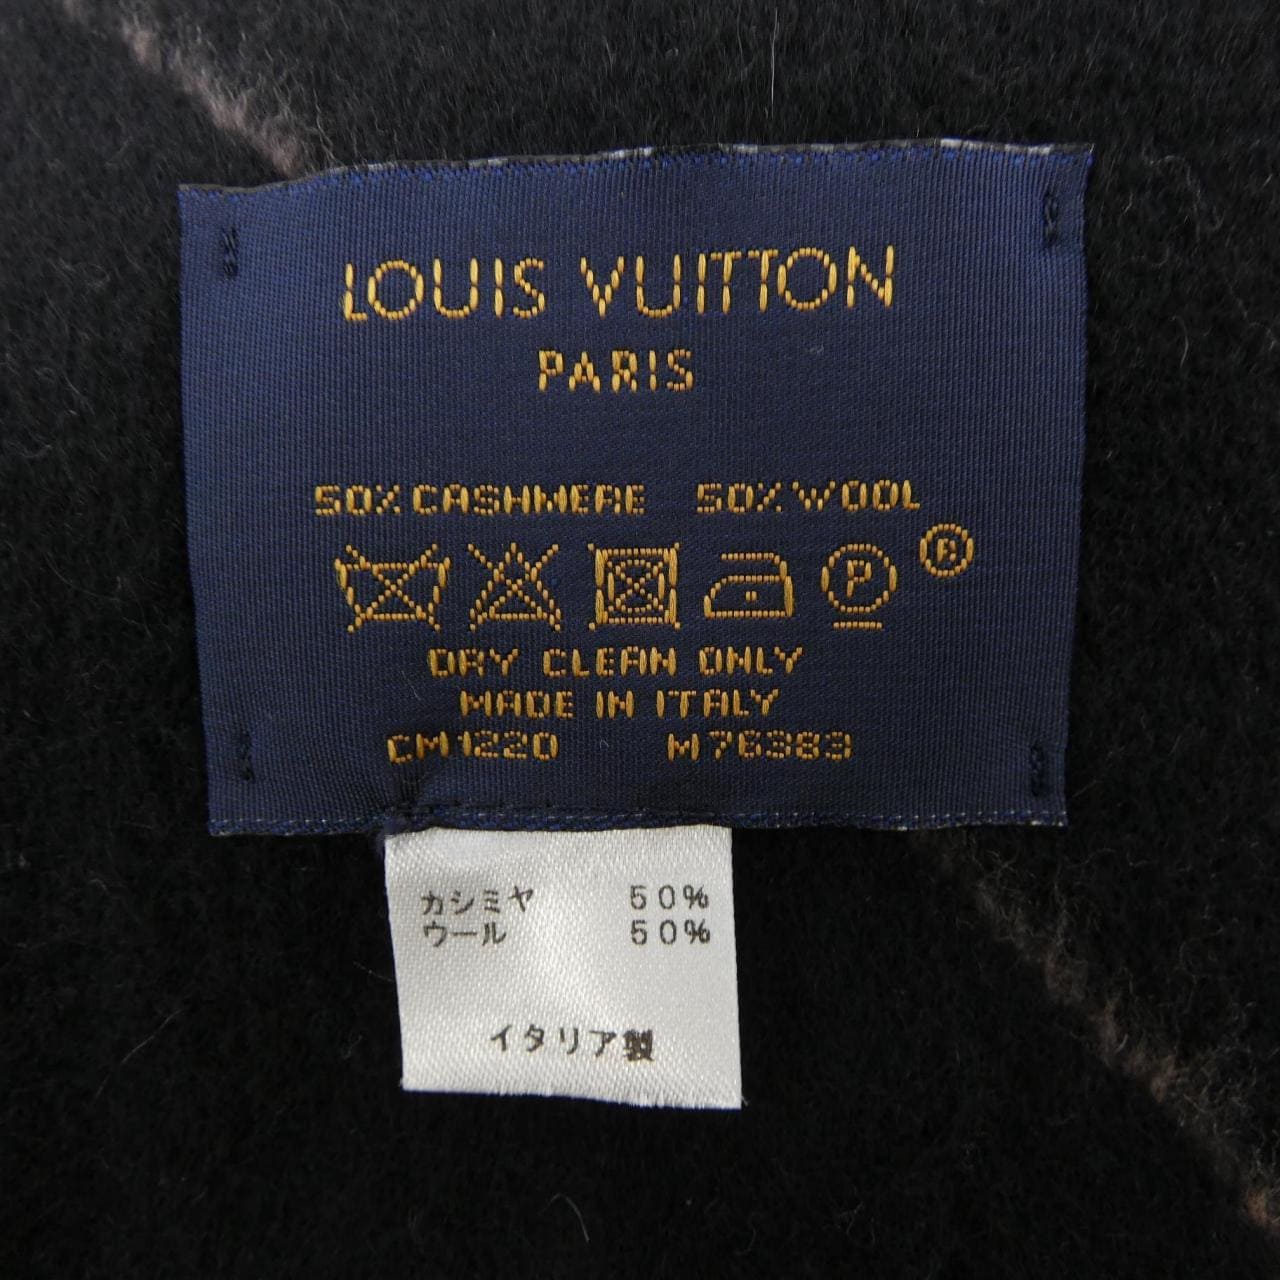 LOUIS VUITTON
PARIS
50% CASHMERE 50% WOOL
P ®
DRY CLEAN ONLY
MADE IN ITALY
CM1220 M76383
カシミヤ 50%
ウール 50%
イタリア製